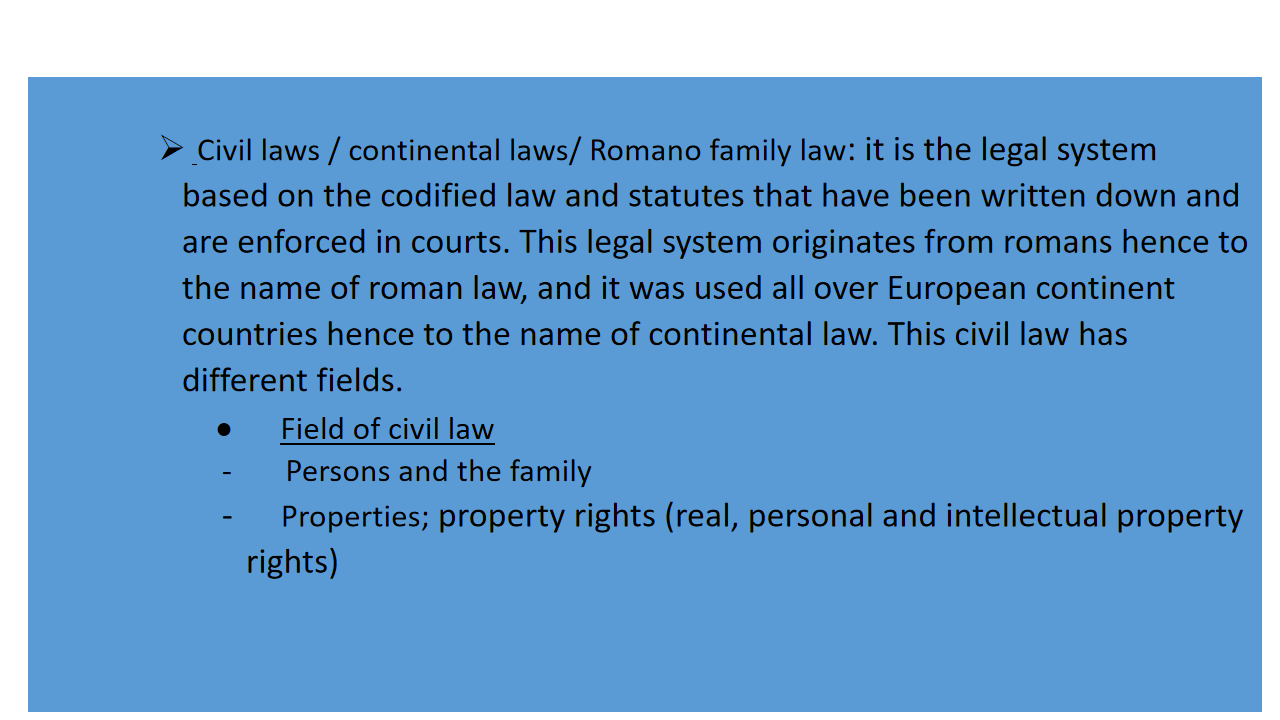 ➢ Civil laws / continental laws/ Romano family law: it is the legal system
based on the codified law and statutes that have been written down and
are enforced in courts. This legal system originates from romans hence to
the name of roman law, and it was used all over European continent
countries hence to the name of continental law. This civil law has
different fields.
● Field of civil law
- Persons and the family
- Properties; property rights (real, personal and intellectual property
rights)